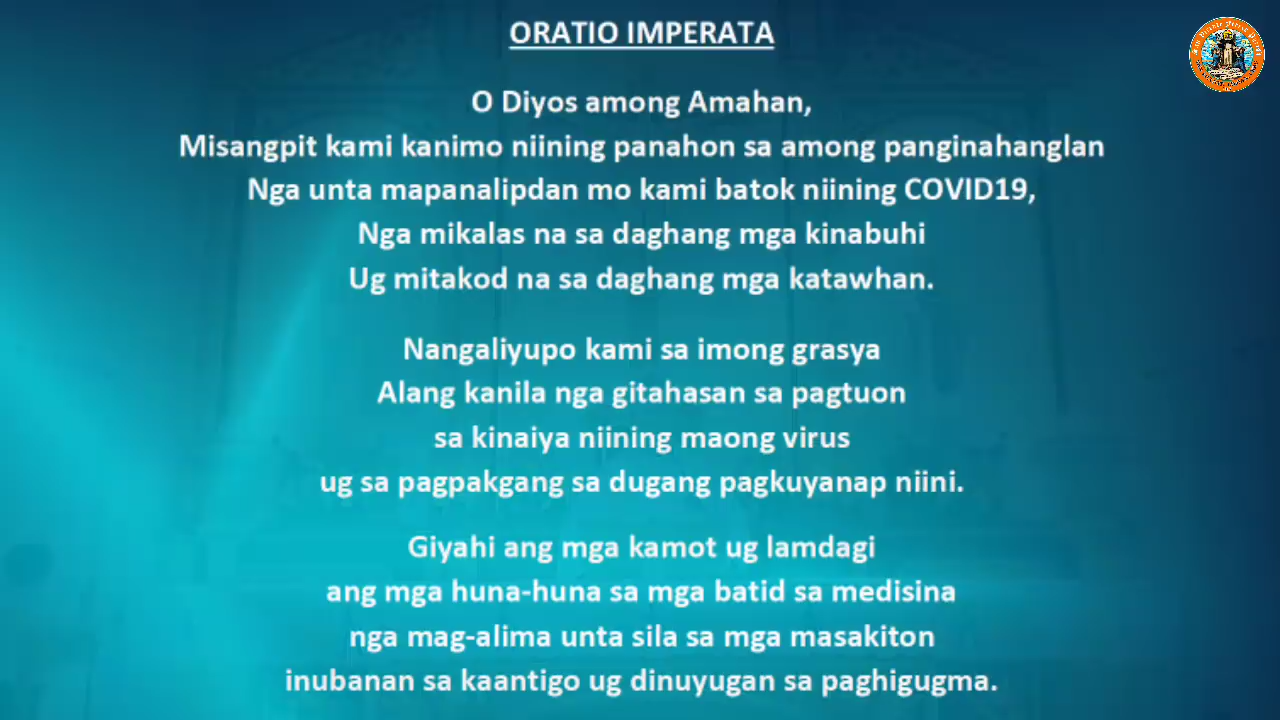 ORATIO IMPERATA
O Diyos among Amahan,
Misangpit kami kanimo niining panahon sa among panginahanglan
Nga unta mapanalipdan mo kami batok niining COVID19,
Nga mikalas na sa daghang mga kinabuhi
Ug mitakod na sa daghang mga katawhan.
Nangaliyupo kami sa imong grasya
Alang kanila nga gitahasan sa pagtuon
sa kinaiya niining maong virus
ug sa pagpakgang sa dugang pagkuyanap niini.
Giyahi ang mga kamot ug lamdagi
ang mga huna-huna sa mga batid sa medisina
nga mag-alima unta sila sa mga masakiton
inubanan sa kaantigo ug dinuyugan sa paghigugma.